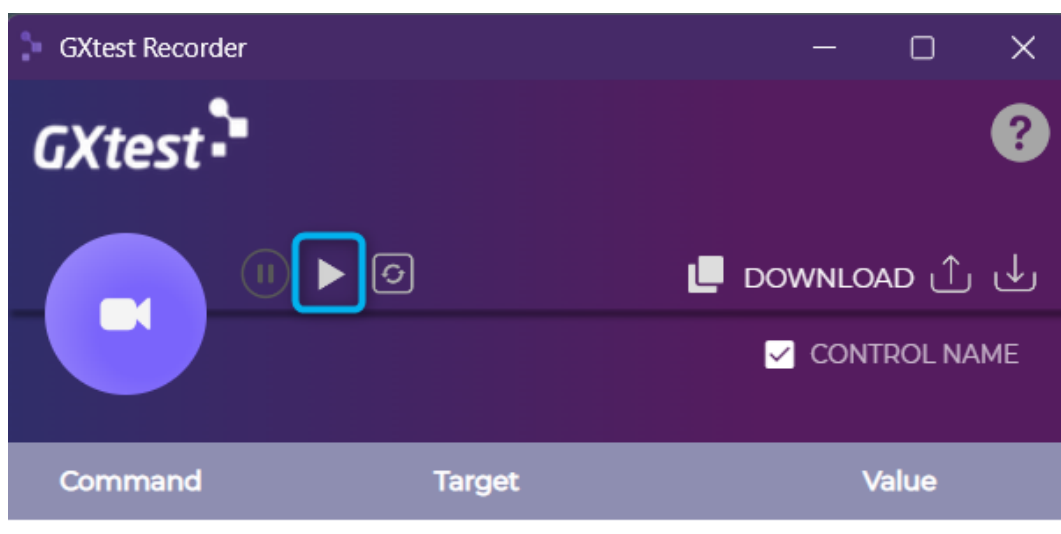 GXtest Recorder
GXtest
?
DOWNLOAD
CONTROL NAME
Command Target Value